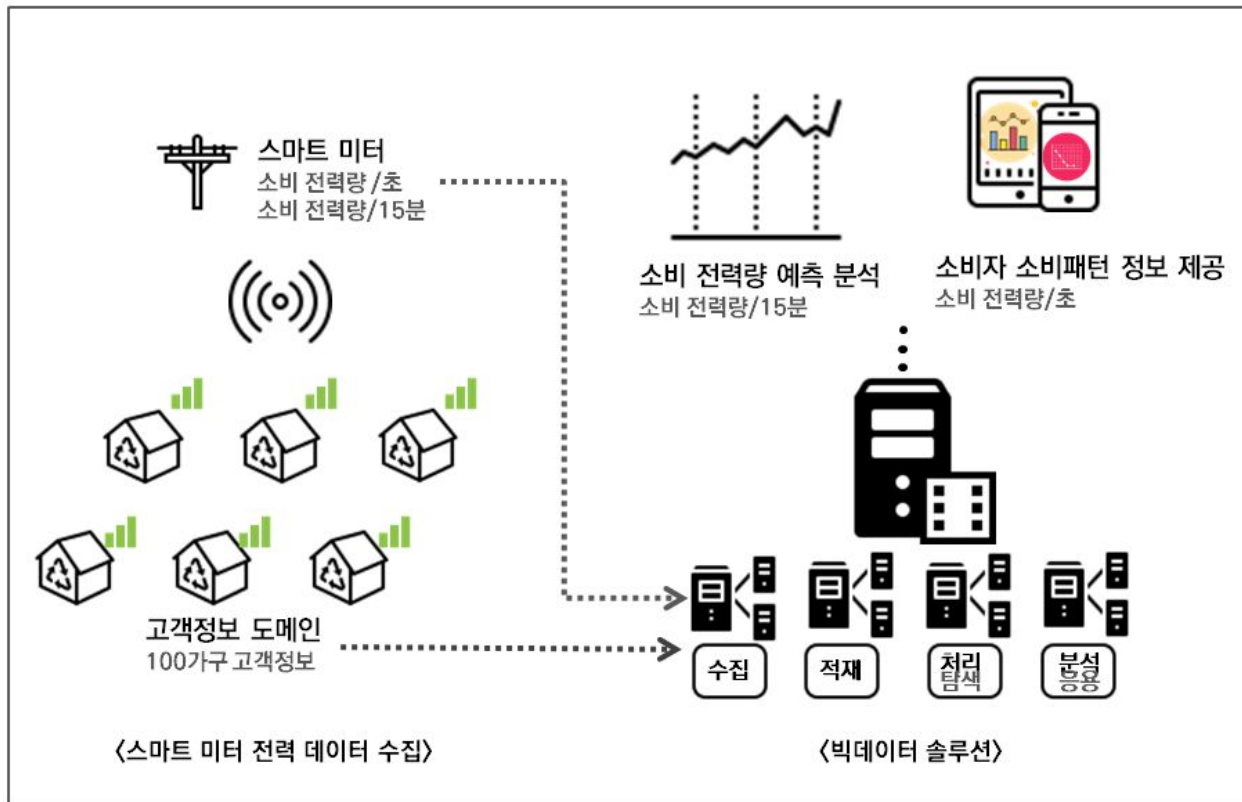 스마트 미터
소비 전력량 /초
소비 전력량/15분
고객정보 도메인
100가구 고객정보
<스마트 미터 전력 데이터 수집>
소비 전력량 예측 분석
소비 전력량/15분
소비자 소비패턴 정보 제공
소비 전력량/초
수집
적재
처리
탐색
분석
응용
<빅데이터 솔루션>